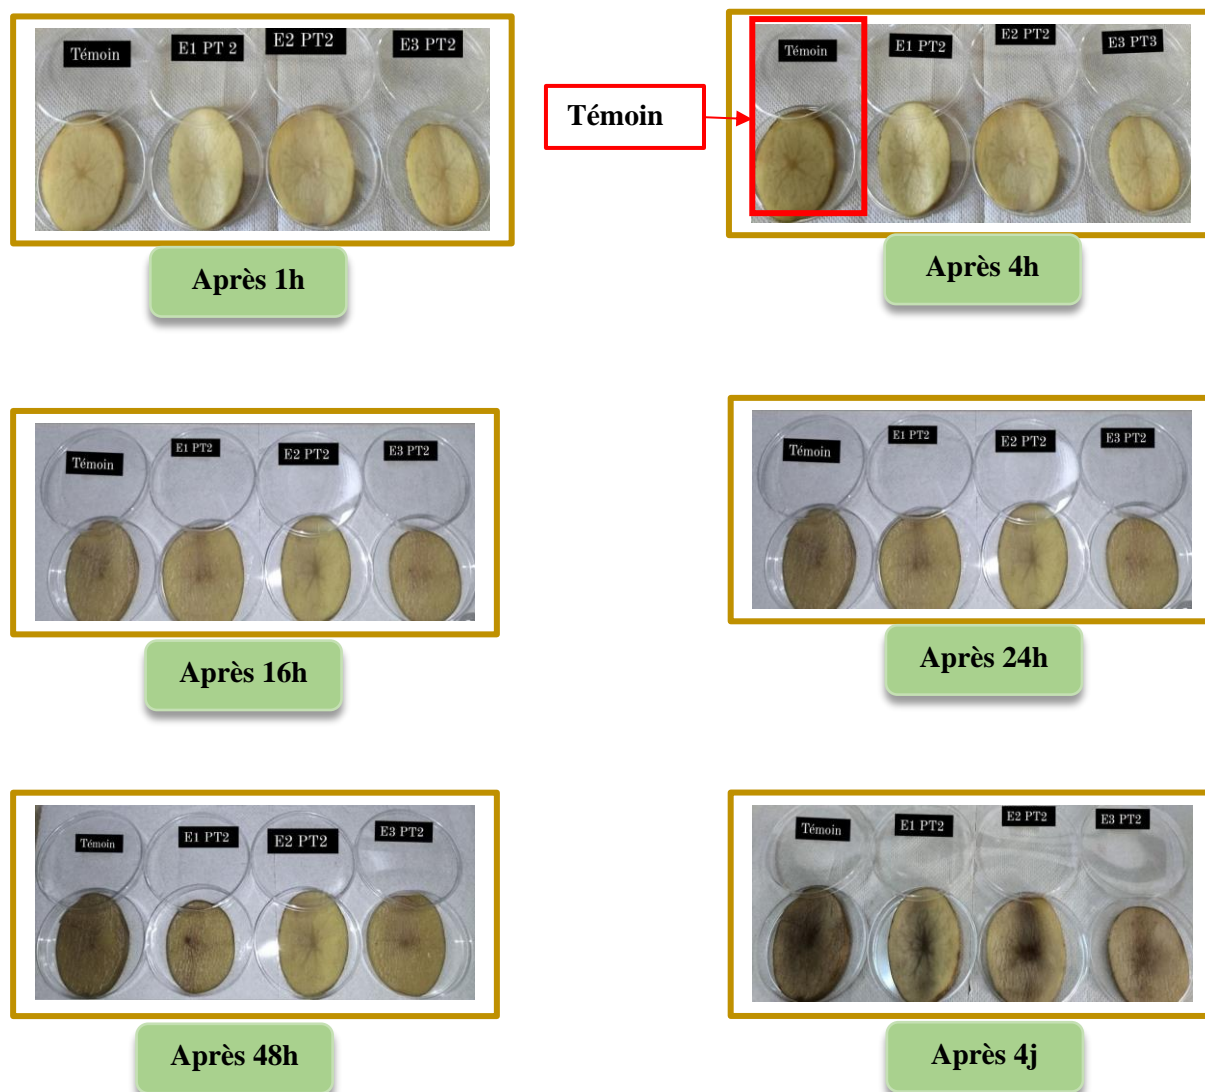 Témoin
E1 PT 2
E2 PT2
E3 PT2
Après 1h
Témoin
Témoin
E1 PT2
E2 PT2
E3 PT3
Après 4h
Témoin
E1 PT2
E2 PT2
E3 PT2
Après 16h
Témoin
E1 PT2
E2 PT2
E3 PT2
Après 24h
Témoin
E1 PT2
E2 PT2
E3 PT2
Après 48h
Témoin
E1 PT2
E2 PT2
E3 PT2
Après 4j